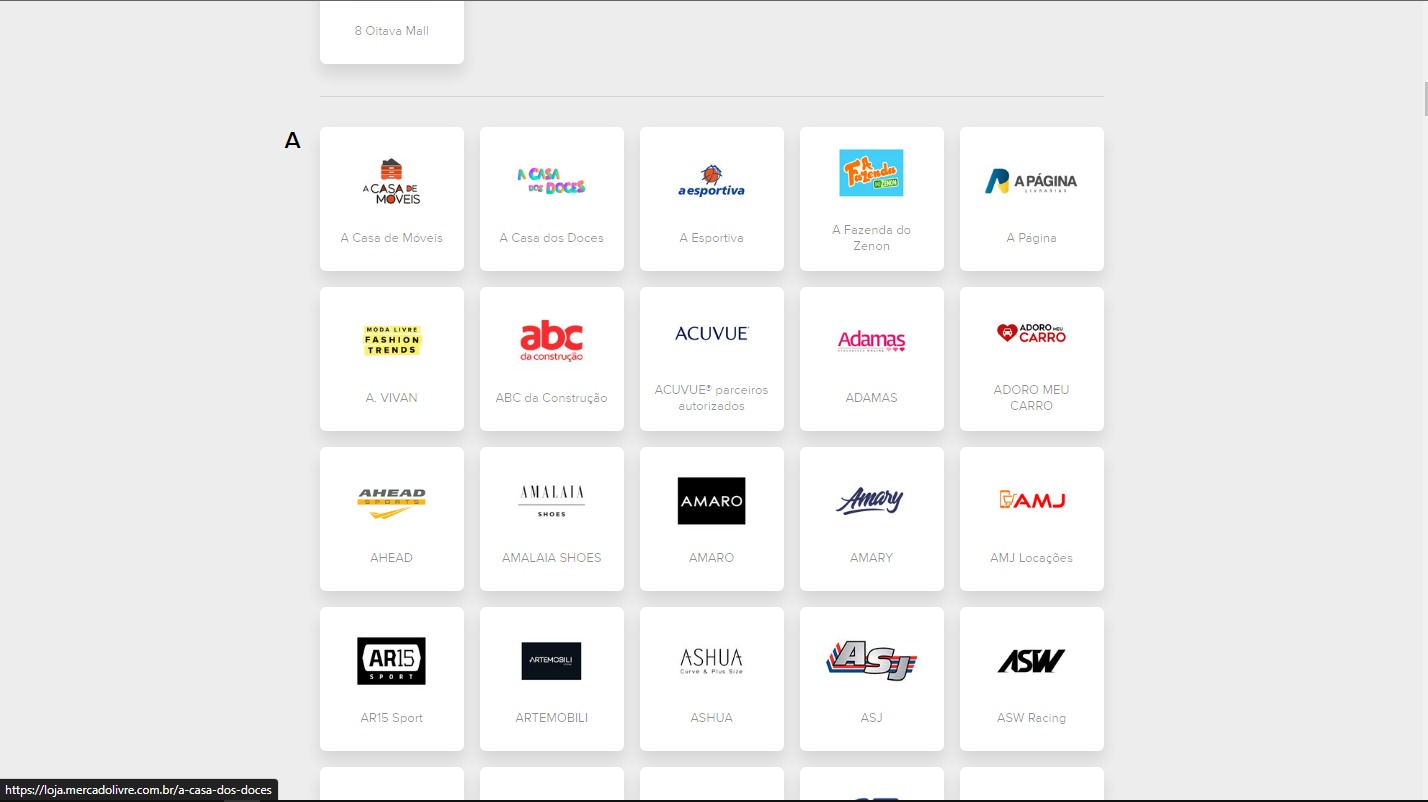 8 Oitava Mall
A
A CASA DE
MÓVEIS
A Casa de Móveis
A CASA
DOS DOCES
A Casa dos Doces
a esportiva
A Esportiva
A
Fazenda
DO ZENON
A Fazenda do
Zenon
A PÁGINA
LIVRARIAS
A Página
MODA LIVRE
FASHION
TRENDS
A. VIVAN
abc
da construção
ABC da Construção
ACUVUE
ACUVUE® parceiros
autorizados
Adamas
ADAMAS
ADORO MEU
CARRO
ADORO MEU
CARRO
AHEAD
SPORTS
AHEAD
AMALAIA
SHOES
AMALAIA SHOES
AMARO
AMARO
Amary
AMARY
AMJ
AMJ Locações
AR15
SPORT
AR15 Sport
ARTEMOBILI
ARTEMOBILI
ASHUA
Curve & Plus Size
ASHUA
ASJ
ASJ
ASW
ASW Racing
https://loja.mercadolivre.com.br/a-casa-dos-doces